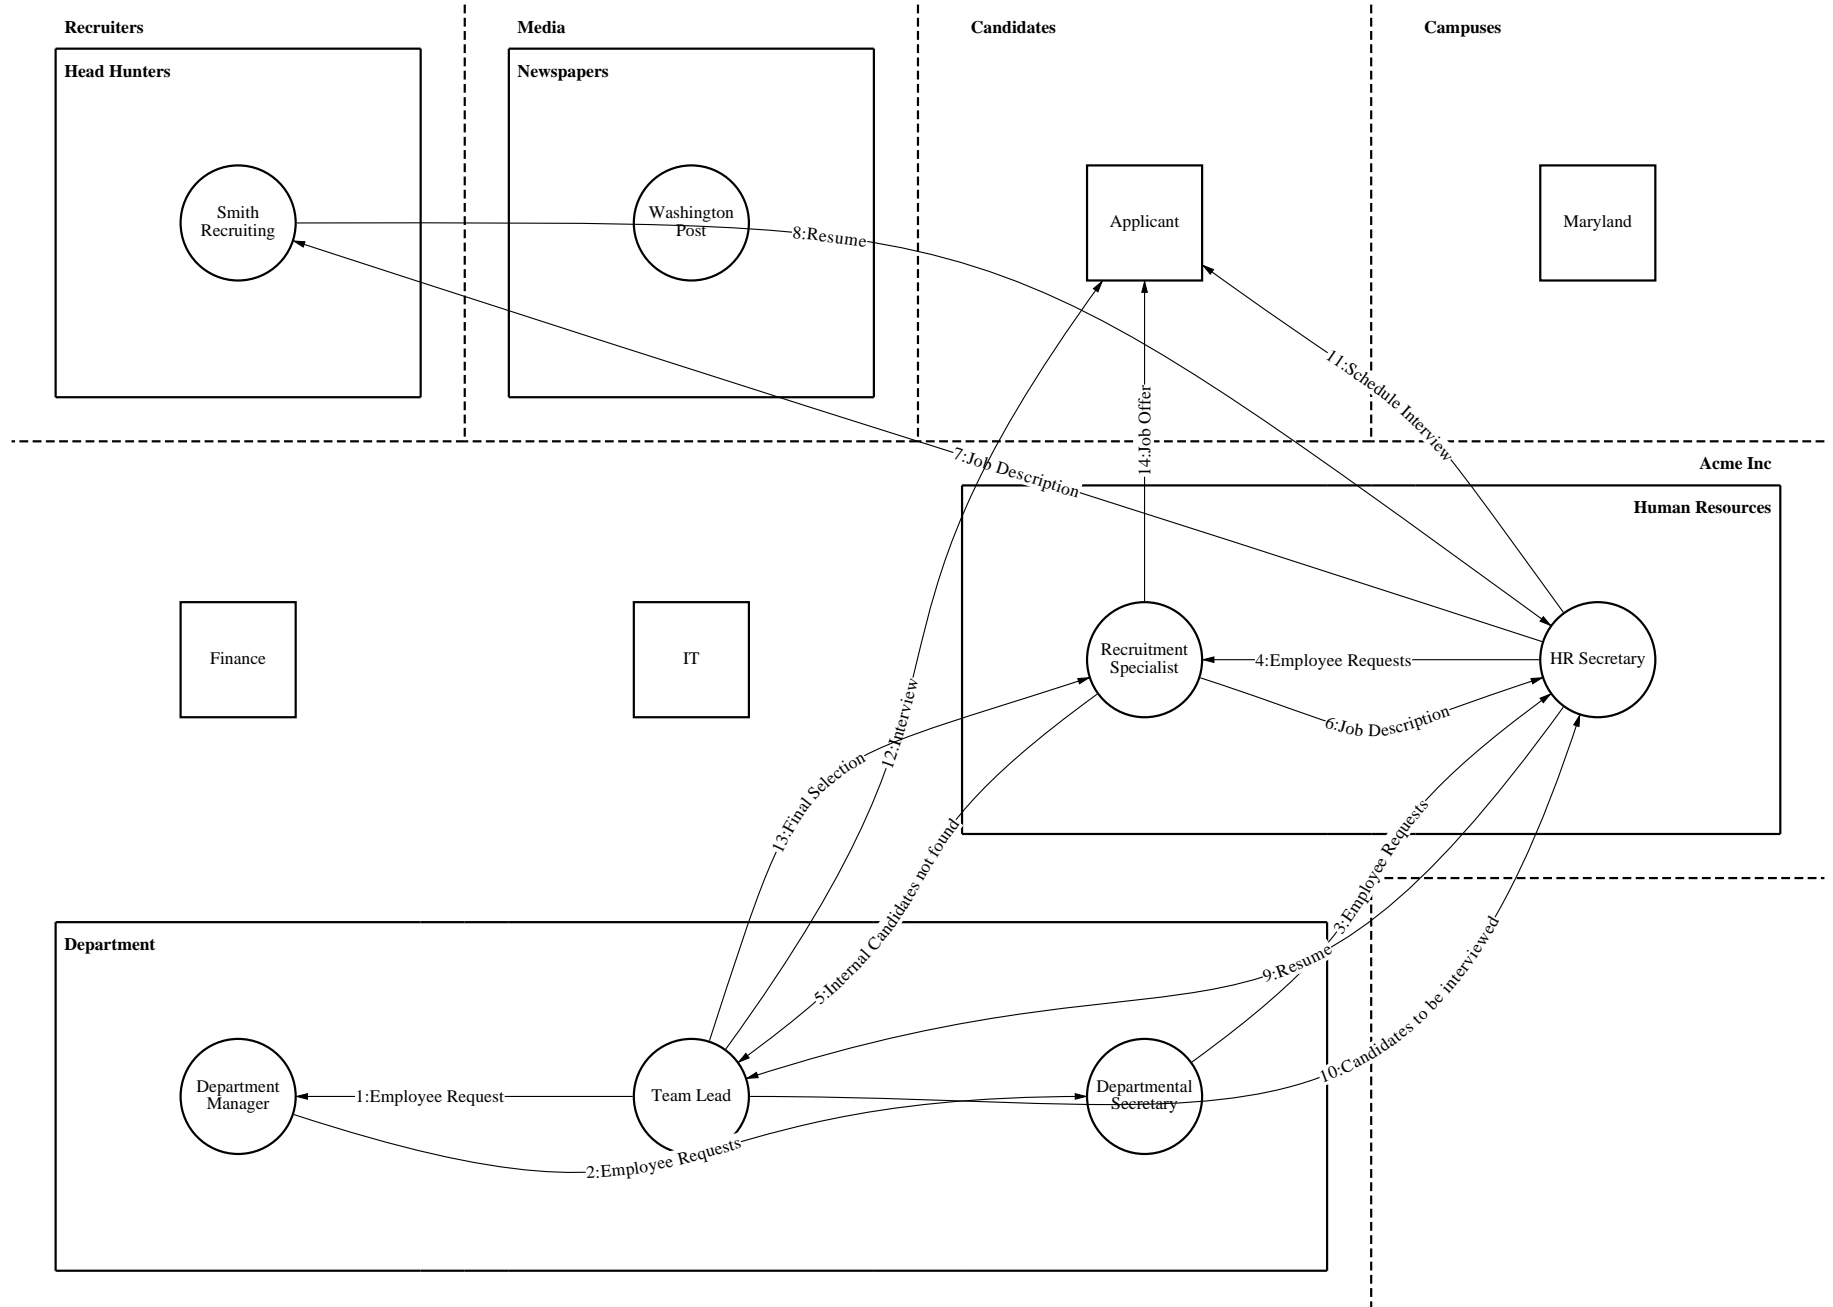 Recruiters
Media
Candidates
Campuses
Head Hunters
Newspapers
Smith
Recruiting
Washington
Post
Applicant
Maryland
8:Resume
11:Schedule Interview
14:Job Offer
7:Job Description
Acme Inc
Human Resources
Finance
IT
Recruitment
Specialist
HR Secretary
4:Employee Requests
6:Job Description
12:Interview
13:Final Selection
5:Internal Candidates not found
3:Employee Requests
Department
9:Resume
10:Candidates to be interviewed
Department
Manager
1:Employee Request
Team Lead
Departmental
Secretary
2:Employee Requests